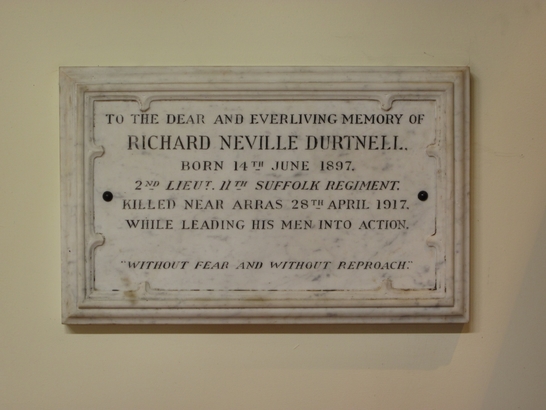 TO THE DEAR AND EVERLIVING MEMORY OF
RICHARD NEVILLE DURTNELL.
BORN 14TH JUNE 1897.
2ND LIEUT. 11TH SUFFOLK REGIMENT.
KILLED NEAR ARRAS 28TH APRIL 1917.
WHILE LEADING HIS MEN INTO ACTION.
"WITHOUT FEAR AND WITHOUT REPROACH."